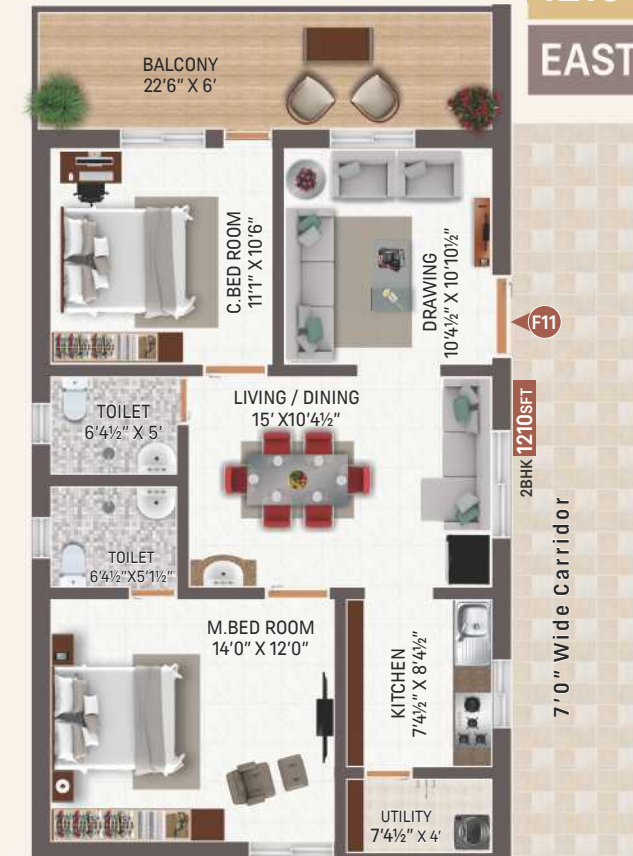 EAST
BALCONY
22'6" X 6'
C.BED ROOM
11'1" X 10'6"
DRAWING
10'4½" X 10'10½"
F11
TOILET
6'4½" X 5'
LIVING / DINING
15' X10'4½"
2BHK 1210SFT
TOILET
6'4½"X5'1½"
7'0" Wide Carridor
M.BED ROOM
14'0" X 12'0"
KITCHEN
7'4½" X 8'4½"
UTILITY
7'4½" X 4'